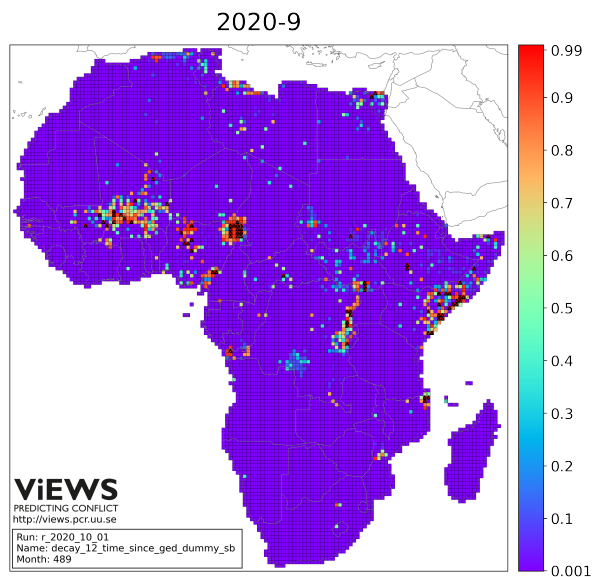 2020-9
0.99
0.9
0.8
0.7
0.6
0.5
0.4
0.3
0.2
0.1
0.001
ViEWS
PREDICTING CONFLICT
http://views.pcr.uu.se
Run: r_2020_10_01
Name: decay_12_time_since_ged_dummy_sb
Month: 489